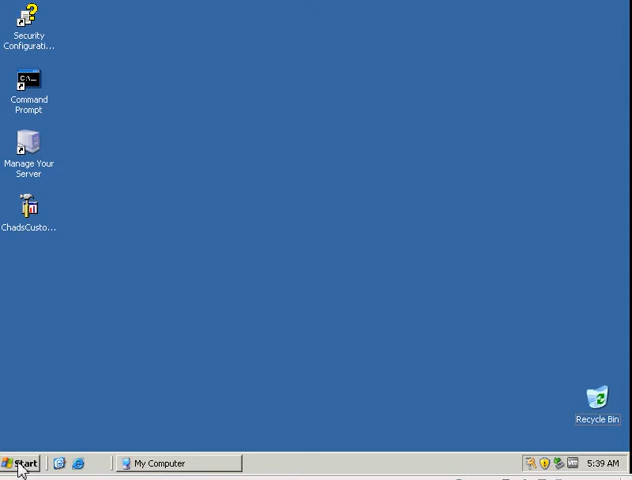 Security
Configurati...
Command
Prompt
Manage Your
Server
ChadsCusto...
Recycle Bin
Start
My Computer
5:39 AM